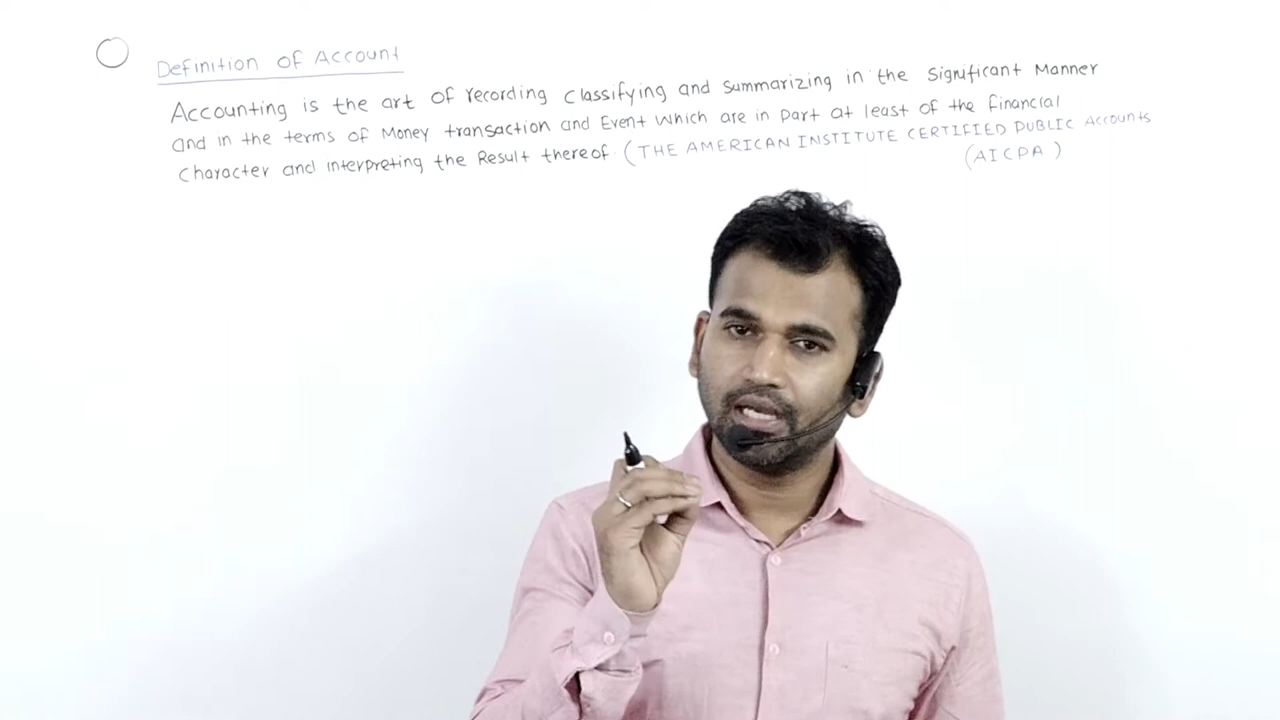 Definition of Account
Accounting is the art of recording classifying and summarizing in the significant manner
and in the terms of Money transaction and Event which are in part at least of the financial
character and interpreting the Result thereof (THE AMERICAN INSTITUTE CERTIFIED PUBLIC Accounts
(AICPA)